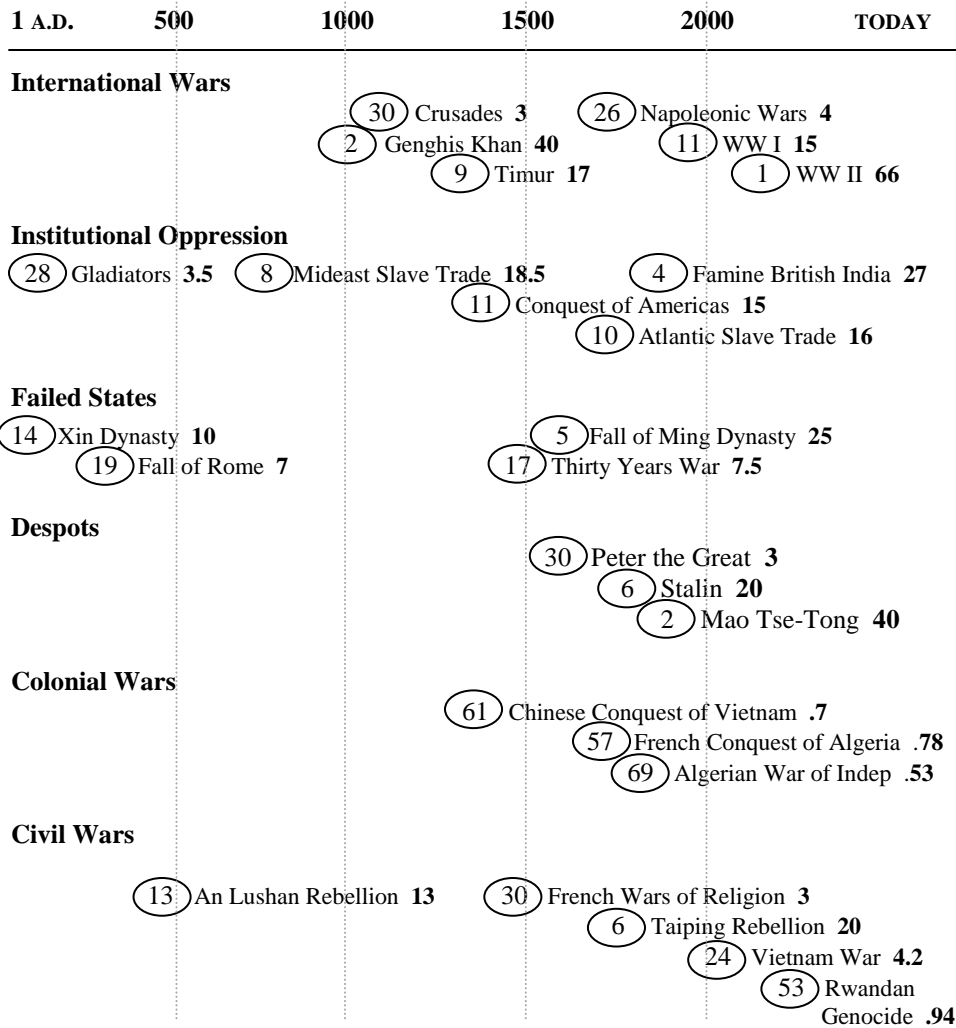 1 A.D. 500 1000 1500 2000 TODAY
International Wars
30 Crusades 3 26 Napoleonic Wars 4
2 Genghis Khan 40 11 WW I 15
9 Timur 17 1 WW II 66
Institutional Oppression
28 Gladiators 3.5 8 Mideast Slave Trade 18.5 4 Famine British India 27
11 Conquest of Americas 15
10 Atlantic Slave Trade 16
Failed States
14 Xin Dynasty 10 5 Fall of Ming Dynasty 25
19 Fall of Rome 7 17 Thirty Years War 7.5
Despots
30 Peter the Great 3
6 Stalin 20
2 Mao Tse-Tong 40
Colonial Wars
61 Chinese Conquest of Vietnam .7
57 French Conquest of Algeria .78
69 Algerian War of Indep .53
Civil Wars
13 An Lushan Rebellion 13 30 French Wars of Religion 3
6 Taiping Rebellion 20
24 Vietnam War 4.2
53 Rwandan
Genocide .94